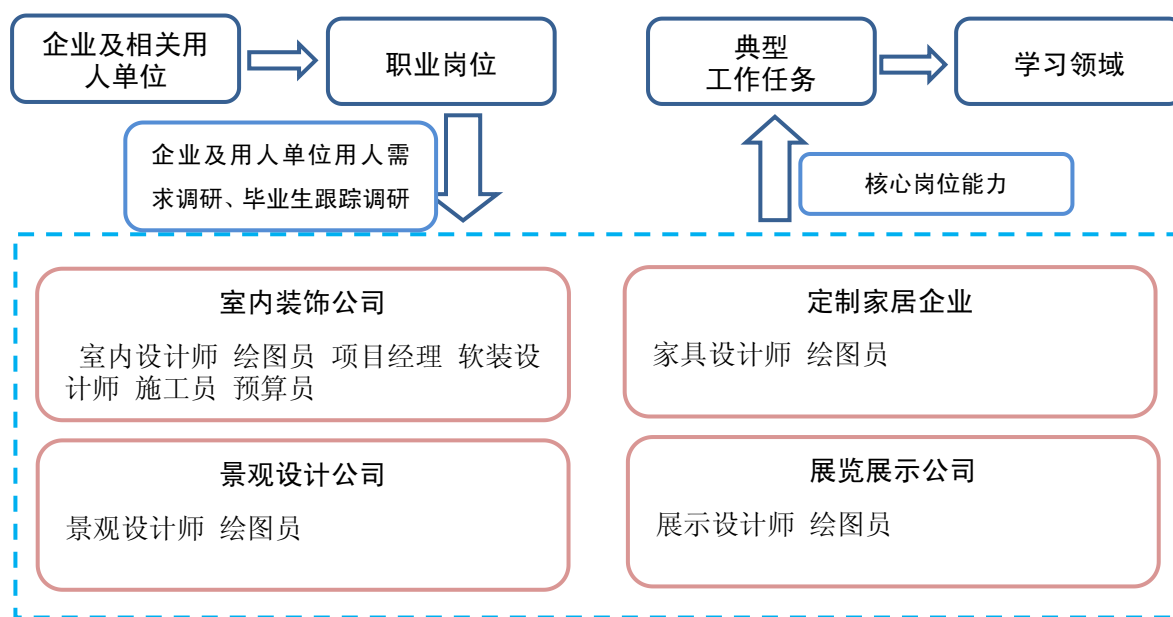 企业及相关用
人单位
职业岗位
典型
工作任务
学习领域
企业及用人单位用人需
求调研、毕业生跟踪调研
核心岗位能力
室内装饰公司
室内设计师 绘图员 项目经理 软装设
计师 施工员 预算员
定制家居企业
家具设计师 绘图员
景观设计公司
景观设计师 绘图员
展览展示公司
展示设计师 绘图员